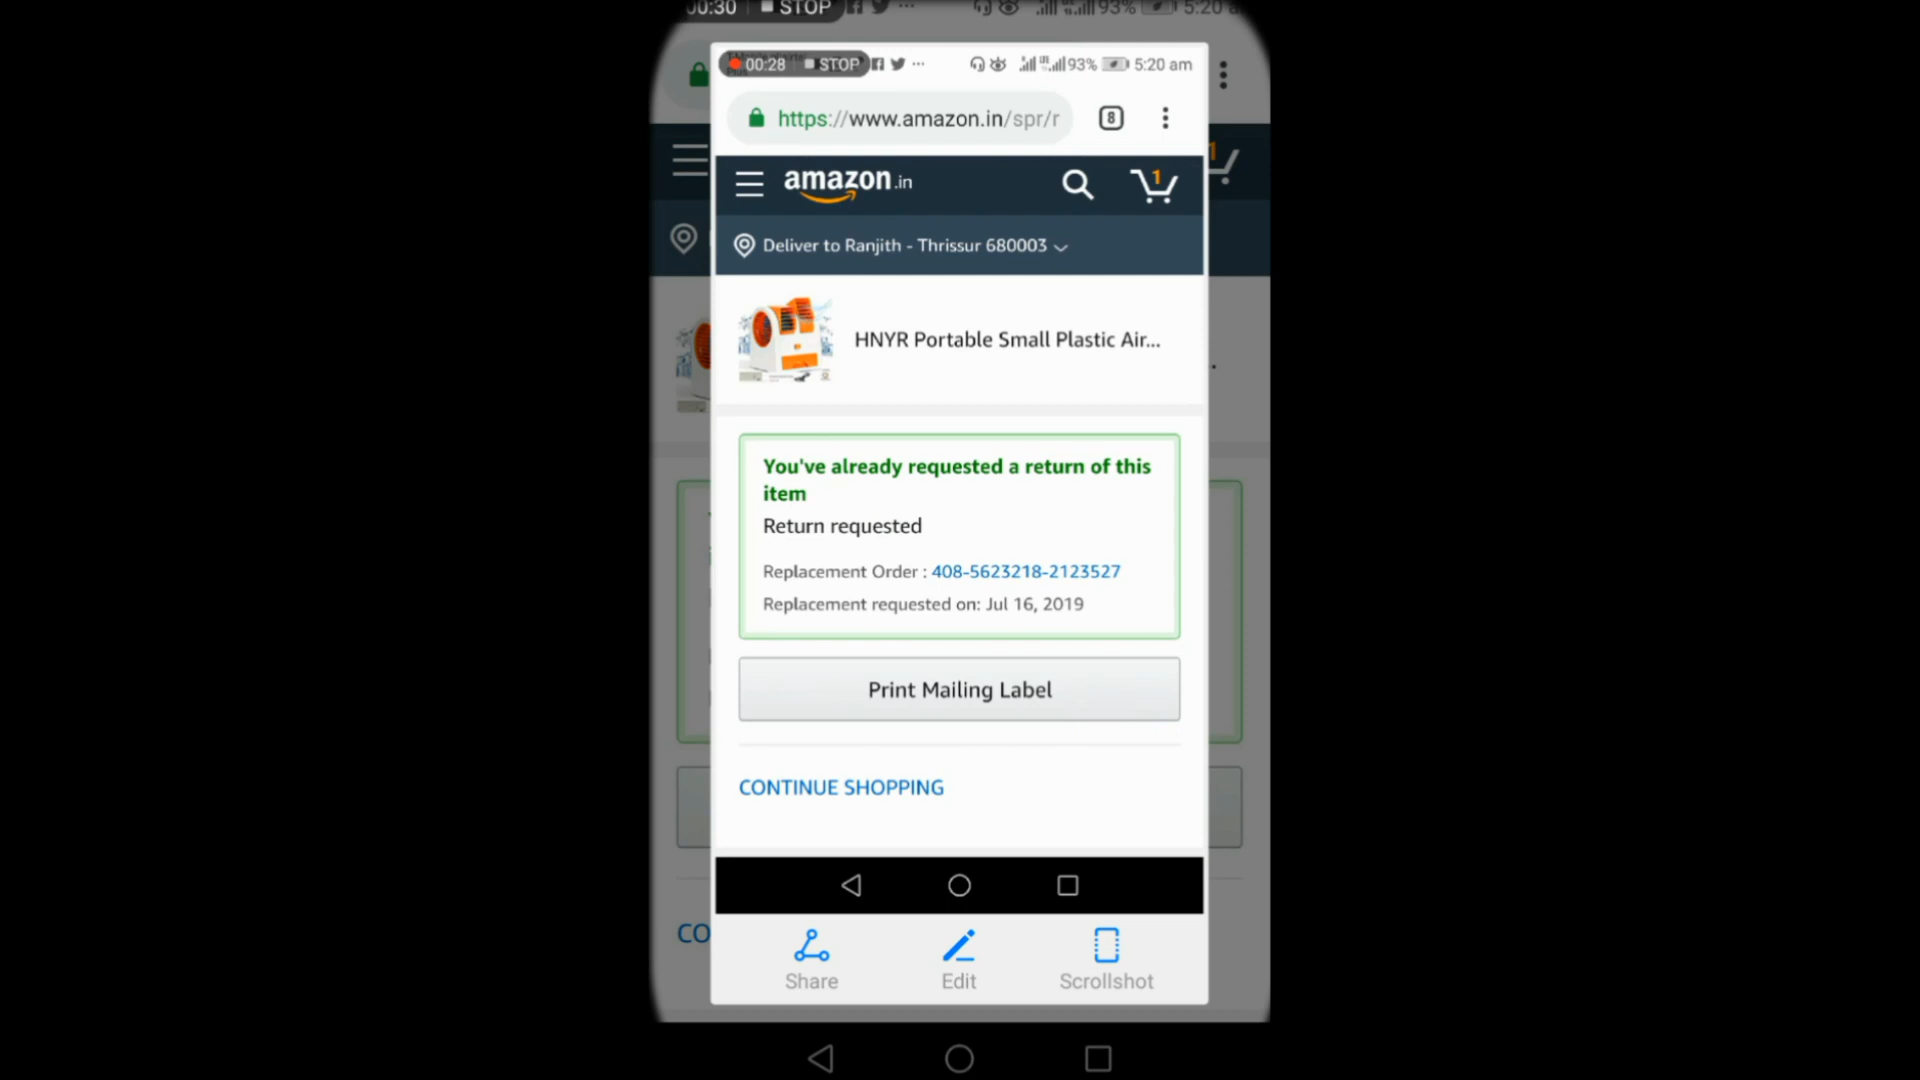 00:30 STOP 93% 5:20
00:28 STOP 93% 5:20 am
https://www.amazon.in/spr/r 8
amazon.in 1
1
Deliver to Ranjith - Thrissur 680003
HNYR Portable Small Plastic Air...
You've already requested a return of this
item
Return requested
Replacement Order : 408-5623218-2123527
Replacement requested on: Jul 16, 2019
Print Mailing Label
CONTINUE SHOPPING
CO
Share Edit Scrollshot